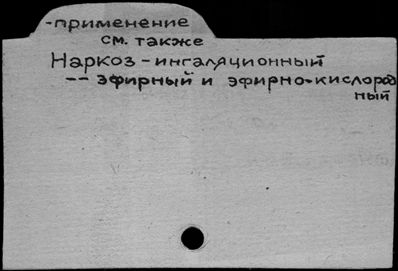 -применение
см. также
Наркоз - ингаляционный
-- эфирный и эфирно-кислород
ный